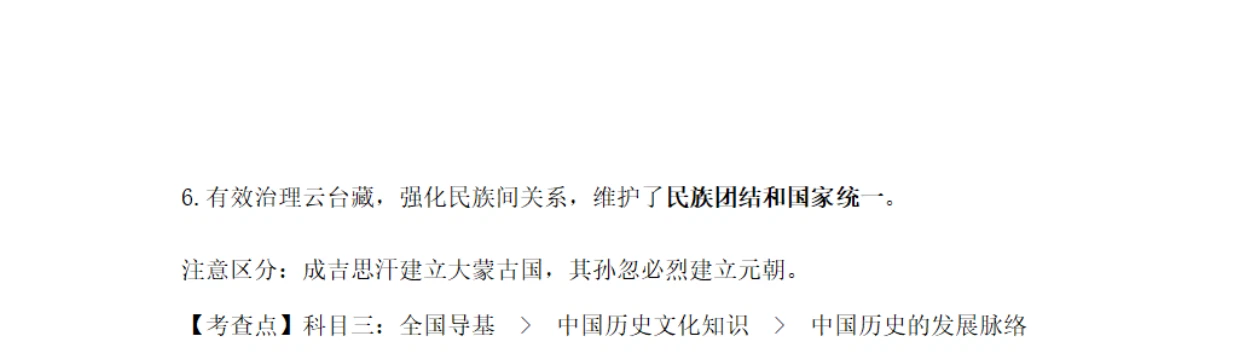 6. 有效治理云台藏，强化民族间关系，维护了民族团结和国家统一。
注意区分：成吉思汗建立大蒙古国，其孙忽必烈建立元朝。
【考查点】科目三：全国导基 > 中国历史文化知识 > 中国历史的发展脉络